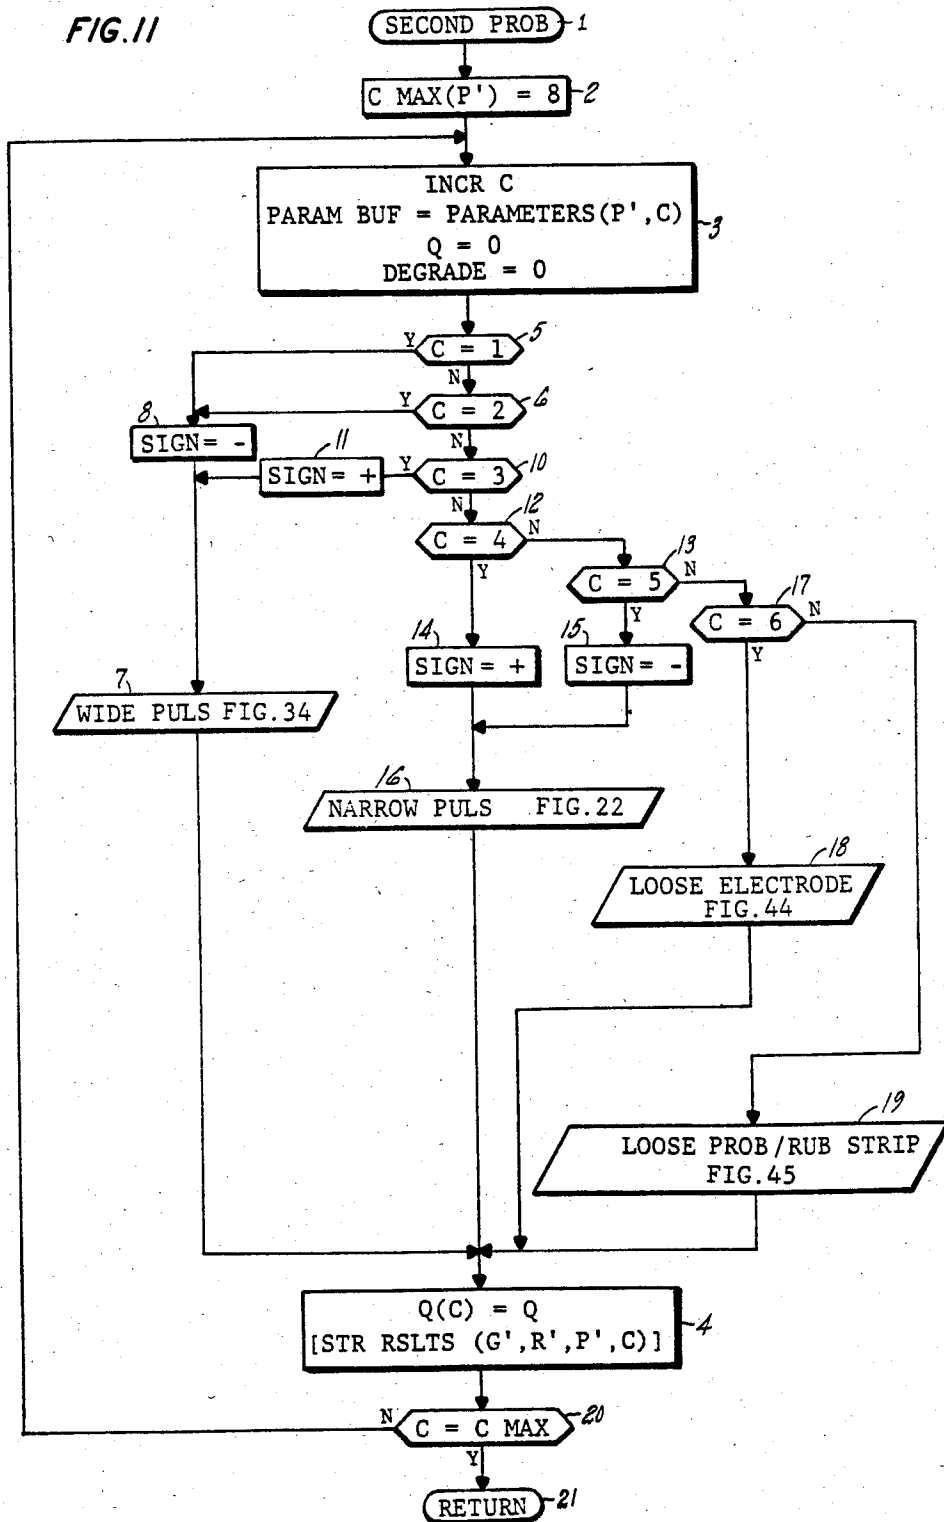 FIG.11
SECOND PROB 1
C MAX(P') = 8 2
INCR C
PARAM BUF = PARAMETERS(P',C)
Q = 0
DEGRADE = 0
3
Y C = 1 5
N
Y C = 2 6
N
8
SIGN= -
11
SIGN= +
Y C = 3 10
N
C = 4 12 N
Y
C = 5 13 N
Y
C = 6 17 N
Y
14
SIGN= +
15
SIGN= -
7
WIDE PULS FIG.34
16
NARROW PULS FIG.22
18
LOOSE ELECTRODE
FIG.44
19
LOOSE PROB/RUB STRIP
FIG.45
Q(C) = Q
[STR RSLTS (G',R',P',C)]
4
N C = C MAX 20
Y
RETURN 21